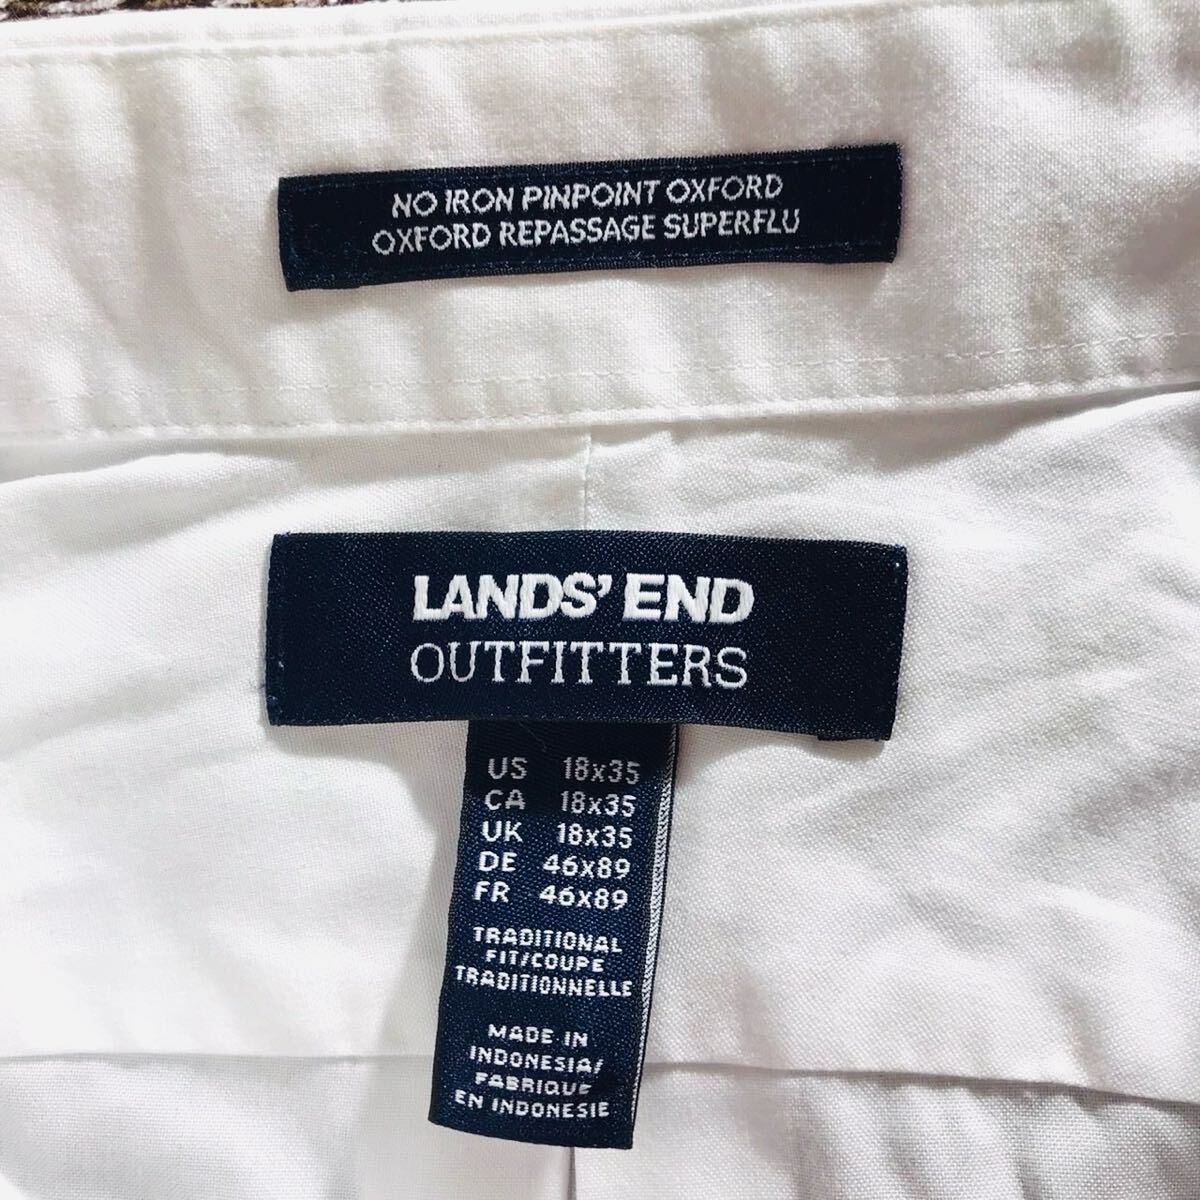 NO IRON PINPOINT OXFORD
OXFORD REPASSAGE SUPERFLU
LANDS' END
OUTFITTERS
US 18x35
CA 18x35
UK 18x35
DE 46x89
FR 46x89
TRADITIONAL
FIT/COUPE
TRADITIONNELLE
MADE IN
INDONESIA/
FABRIQUE
EN INDONESIE